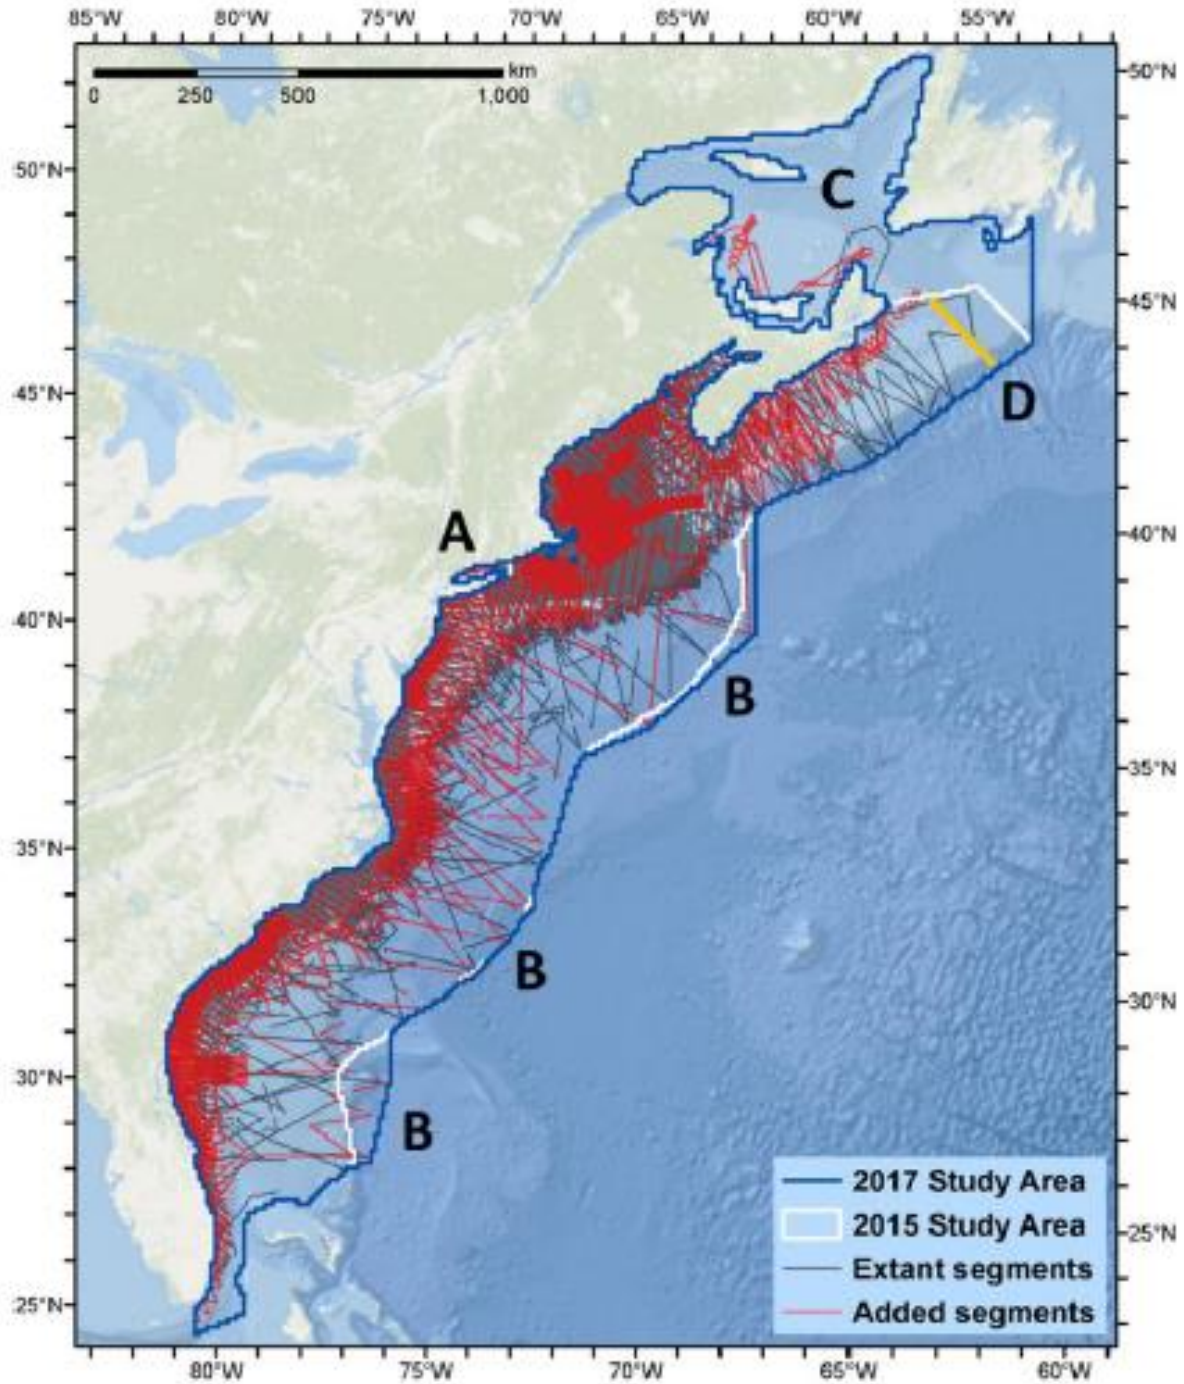 85°W 80°W 75°W 70°W 65°W 60°W 55°W
km
0 250 500 1,000
50°N
50°N
C
45°N
45°N
D
A
40°N
40°N
B
35°N
35°N
B
30°N
30°N
B
2017 Study Area
2015 Study Area
25°N
Extant segments
25°N
Added segments
80°W 75°W 70°W 65°W 60°W